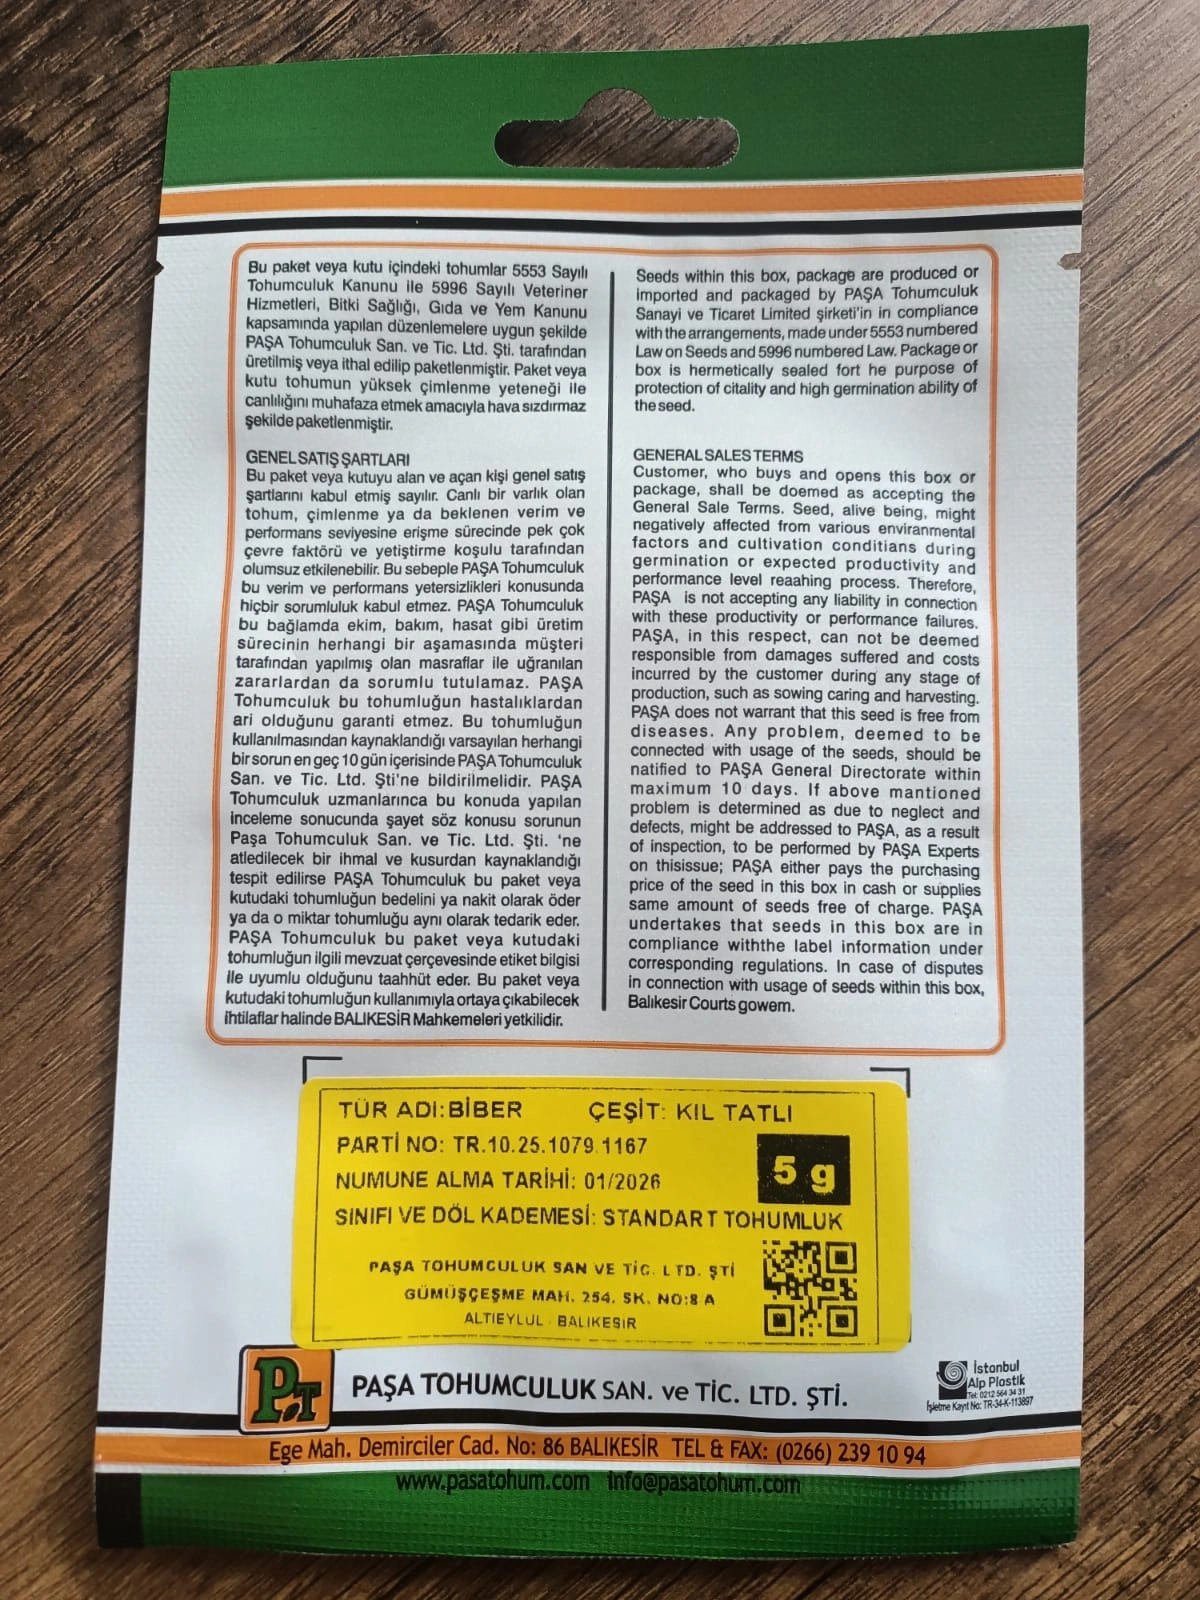 Bu paket veya kutu içindeki tohumlar 5553 Sayılı
Tohumculuk Kanunu ile 5996 Sayılı Veteriner
Hizmetleri, Bitki Sağlığı, Gıda ve Yem Kanunu
kapsamında yapılan düzenlemelere uygun şekilde
PAŞA Tohumculuk San. ve Tic. Ltd. Şti. tarafından
üretilmiş veya ithal edilip paketlenmiştir. Paket veya
kutu tohumun yüksek çimlenme yeteneği ile
canlılığını muhafaza etmek amacıyla hava sızdırmaz
şekilde paketlenmiştir.
GENEL SATIŞ ŞARTLARI
Bu paket veya kutuyu alan ve açan kişi genel satış
şartlarını kabul etmiş sayılır. Canlı bir varlık olan
tohum, çimlenme ya da beklenen verim ve
performans seviyesine erişme sürecinde pek çok
çevre faktörü ve yetiştirme koşulu tarafından
olumsuz etkilenebilir. Bu sebeple PAŞA Tohumculuk
bu verim ve performans yetersizlikleri konusunda
hiçbir sorumluluk kabul etmez. PAŞA Tohumculuk
bu bağlamda ekim, bakım, hasat gibi üretim
sürecinin herhangi bir aşamasında müşteri
tarafından yapılmış olan masraflar ile uğranılan
zararlardan da sorumlu tutulamaz. PAŞA
Tohumculuk bu tohumluğun hastalıklardan
ari olduğunu garanti etmez. Bu tohumluğun
kullanılmasından kaynaklandığı varsayılan herhangi
bir sorun en geç 10 gün içerisinde PAŞA Tohumculuk
San. ve Tic. Ltd. Şti'ne bildirilmelidir. PAŞA
Tohumculuk uzmanlarınca bu konuda yapılan
inceleme sonucunda şayet söz konusu sorunun
Paşa Tohumculuk San. ve Tic. Ltd. Şti. 'ne
atledilecek bir ihmal ve kusurdan kaynaklandığı
tespit edilirse PAŞA Tohumculuk bu paket veya
kutudaki tohumluğun bedelini ya nakit olarak öder
ya da o miktar tohumluğu aynı olarak tedarik eder.
PAŞA Tohumculuk bu paket veya kutudaki
tohumluğun ilgili mevzuat çerçevesinde etiket bilgisi
ile uyumlu olduğunu taahhüt eder. Bu paket veya
kutudaki tohumluğun kullanımıyla ortaya çıkabilecek
ihtilaflar halinde BALIKESİR Mahkemeleri yetkilidir.
Seeds within this box, package are produced or
imported and packaged by PAŞA Tohumculuk
Sanayi ve Ticaret Limited şirketi'in in compliance
with the arrangements, made under 5553 numbered
Law on Seeds and 5996 numbered Law. Package or
box is hermetically sealed fort he purpose of
protection of citality and high germination ability of
the seed.
GENERAL SALES TERMS
Customer, who buys and opens this box or
package, shall be doemed as accepting the
General Sale Terms. Seed, alive being, might
negatively affected from various enviranmental
factors and cultivation conditians during
germination or expected productivity and
performance level reaahing process. Therefore,
PAŞA is not accepting any liability in connection
with these productivity or performance failures.
PAŞA, in this respect, can not be deemed
responsible from damages suffered and costs
incurred by the customer during any stage of
production, such as sowing caring and harvesting.
PAŞA does not warrant that this seed is free from
diseases. Any problem, deemed to be
connected with usage of the seeds, should be
natified to PAŞA General Directorate within
maximum 10 days. If above mantioned
problem is determined as due to neglect and
defects, might be addressed to PAŞA, as a result
of inspection, to be performed by PAŞA Experts
on thisissue; PAŞA either pays the purchasing
price of the seed in this box in cash or supplies
same amount of seeds free of charge. PAŞA
undertakes that seeds in this box are in
compliance withthe label information under
corresponding regulations. In case of disputes
in connection with usage of seeds within this box,
Balıkesir Courts gowem.
TÜR ADI:BİBER ÇEŞİT: KIL TATLI
PARTİ NO: TR.10.25.1079.1167
NUMUNE ALMA TARİHİ: 01/2026
5 g
SINIFI VE DÖL KADEMESİ: STANDART TOHUMLUK
PAŞA TOHUMCULUK SAN VE TİC. LTD. ŞTİ
GÜMÜŞÇEŞME MAH. 254. SK. NO:8 A
ALTIEYLUL BALIKESIR
PT
PAŞA TOHUMCULUK SAN. ve TİC. LTD. ŞTİ.
İstanbul
Alp Plastik
Tel: 0212 564 34 31
İşletme Kayıt No: TR-34-K-113897
Ege Mah. Demirciler Cad. No: 86 BALIKESİR TEL & FAX: (0266) 239 10 94
www.pasatohum.com info@pasatohum.com